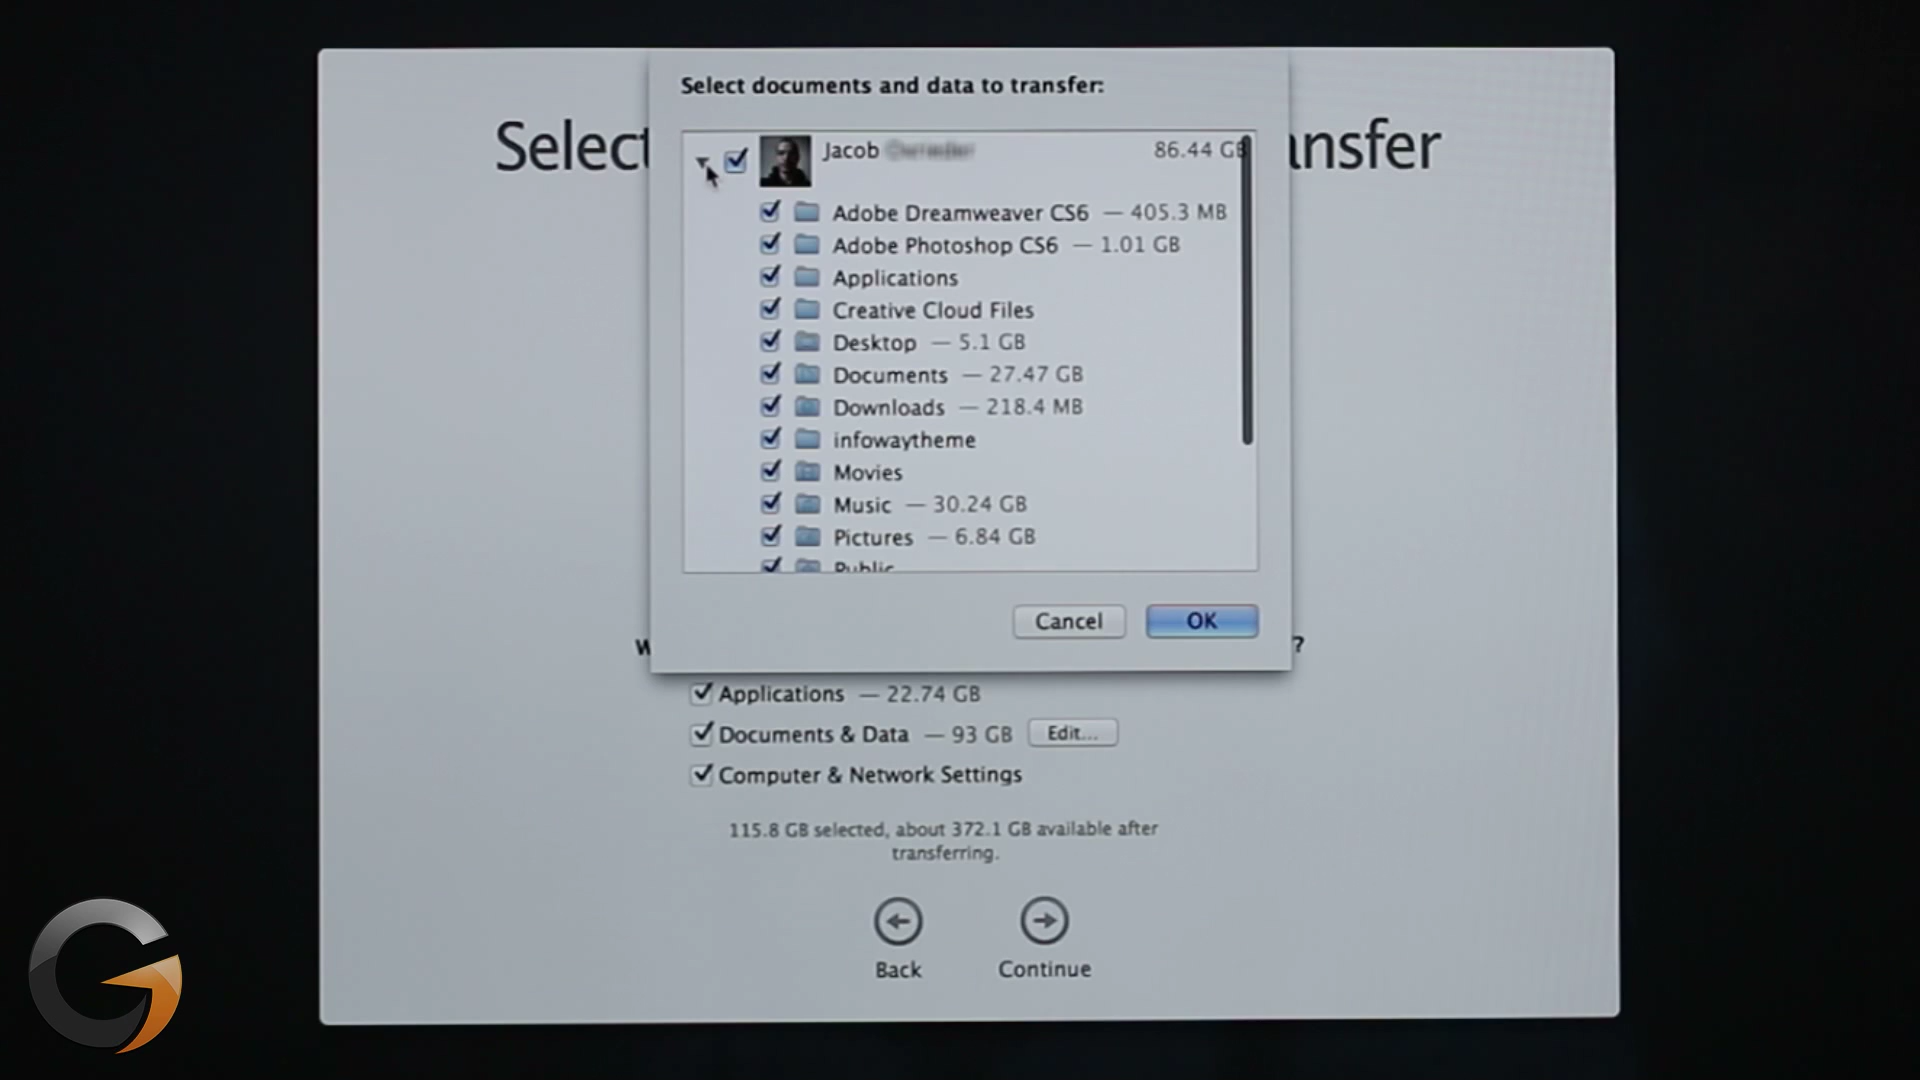 Select documents and data to transfer:
Select
ansfer
Jacob
86.44 GB
Adobe Dreamweaver CS6 — 405.3 MB
Adobe Photoshop CS6 — 1.01 GB
Applications
Creative Cloud Files
Desktop — 5.1 GB
Documents — 27.47 GB
Downloads — 218.4 MB
infowaytheme
Movies
Music — 30.24 GB
Pictures — 6.84 GB
Public
Cancel
OK
?
Applications — 22.74 GB
Documents & Data — 93 GB
Edit...
Computer & Network Settings
115.8 GB selected, about 372.1 GB available after
transferring.
Back
Continue